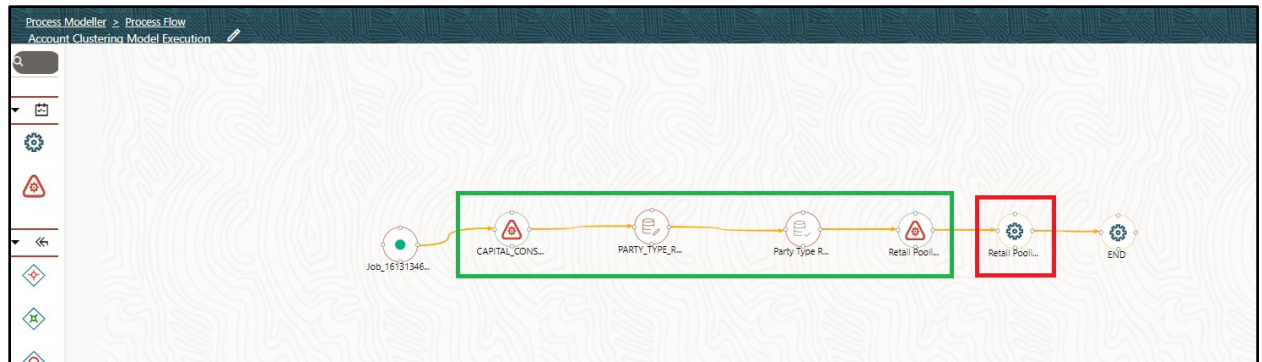 Process Modeller > Process Flow
Account Clustering Model Execution
Job_16131346...
CAPITAL_CONS...
PARTY_TYPE_R...
Party Type R...
Retail Pooli...
Retail Pooli...
END